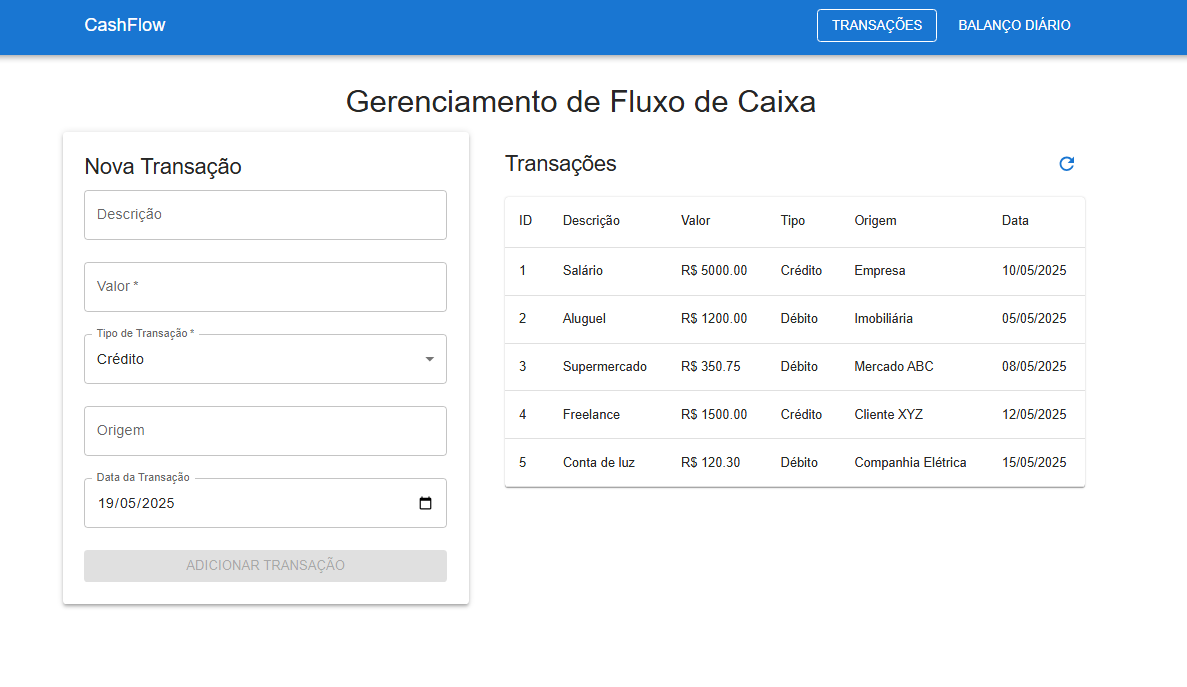 CashFlow
TRANSAÇÕES
BALANÇO DIÁRIO
Gerenciamento de Fluxo de Caixa
Nova Transação
Descrição
Valor *
Tipo de Transação *
Crédito
Origem
Data da Transação
19/05/2025
ADICIONAR TRANSAÇÃO
Transações
ID Descrição Valor Tipo Origem Data
1 Salário R$ 5000.00 Crédito Empresa 10/05/2025
2 Aluguel R$ 1200.00 Débito Imobiliária 05/05/2025
3 Supermercado R$ 350.75 Débito Mercado ABC 08/05/2025
4 Freelance R$ 1500.00 Crédito Cliente XYZ 12/05/2025
5 Conta de luz R$ 120.30 Débito Companhia Elétrica 15/05/2025